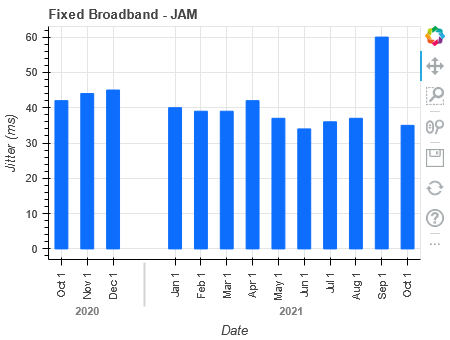 Fixed Broadband - JAM
60
50
40
30
20
10
0
Jitter (ms)
Oct 1
Nov 1
Dec 1
Jan 1
Feb 1
Mar 1
Apr 1
May 1
Jun 1
Jul 1
Aug 1
Sep 1
Oct 1
2020
2021
Date